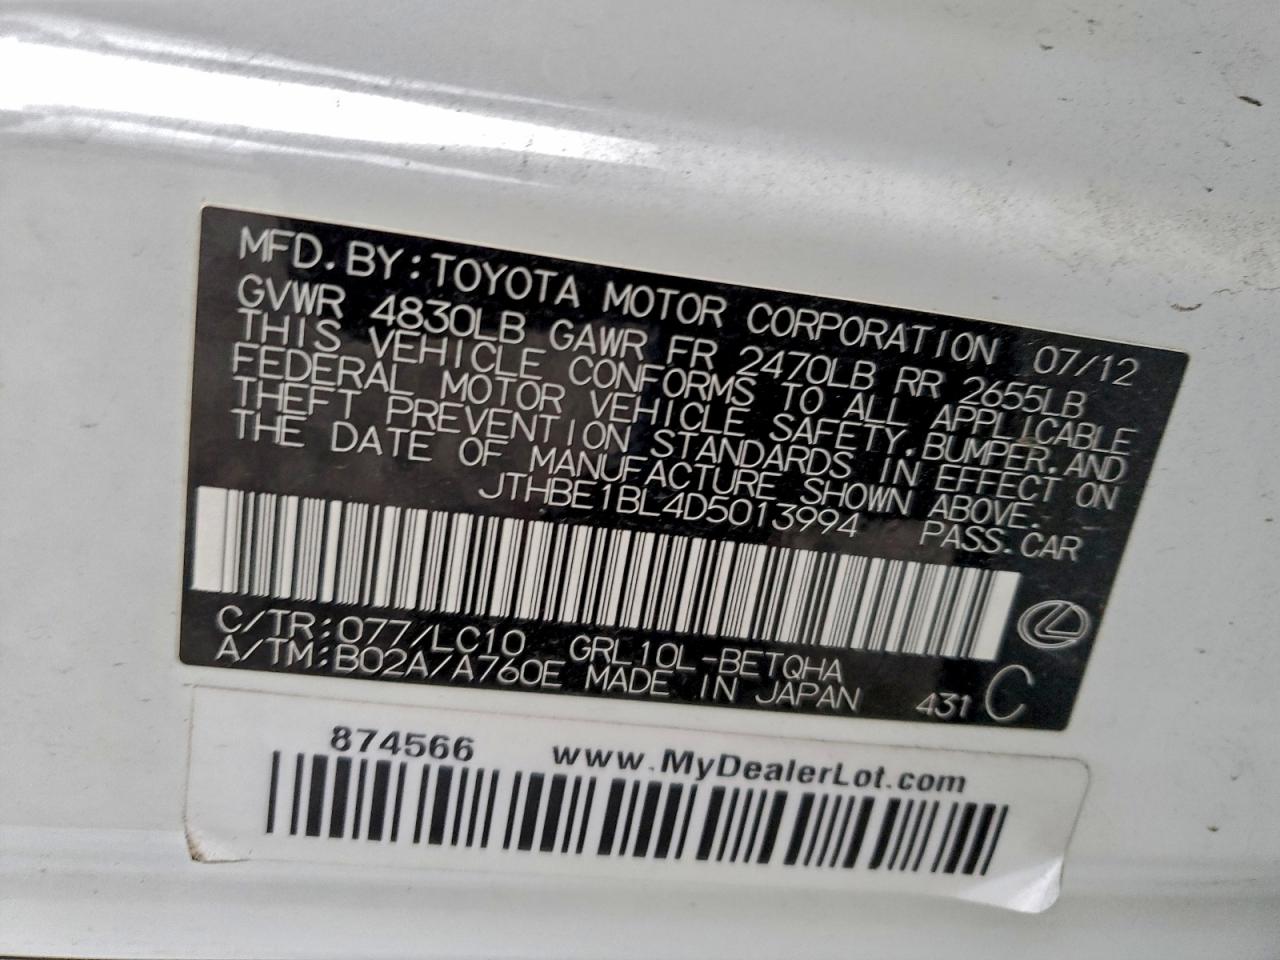 MFD.BY:TOYOTA MOTOR CORPORATION 07/12
GVWR 4830LB GAWR FR 2470LB RR 2655LB
THIS VEHICLE CONFORMS TO ALL APPLICABLE
FEDERAL MOTOR VEHICLE SAFETY,BUMPER,AND
THEFT PREVENTION STANDARDS IN EFFECT ON
THE DATE OF MANUFACTURE SHOWN ABOVE.
JTHBE1BL4D5013994 PASS.CAR
C/TR:077/LC10 GRL10L-BETQHA
A/TM:B02A/A760E MADE IN JAPAN 431 C
874566 www.MyDealerLot.com